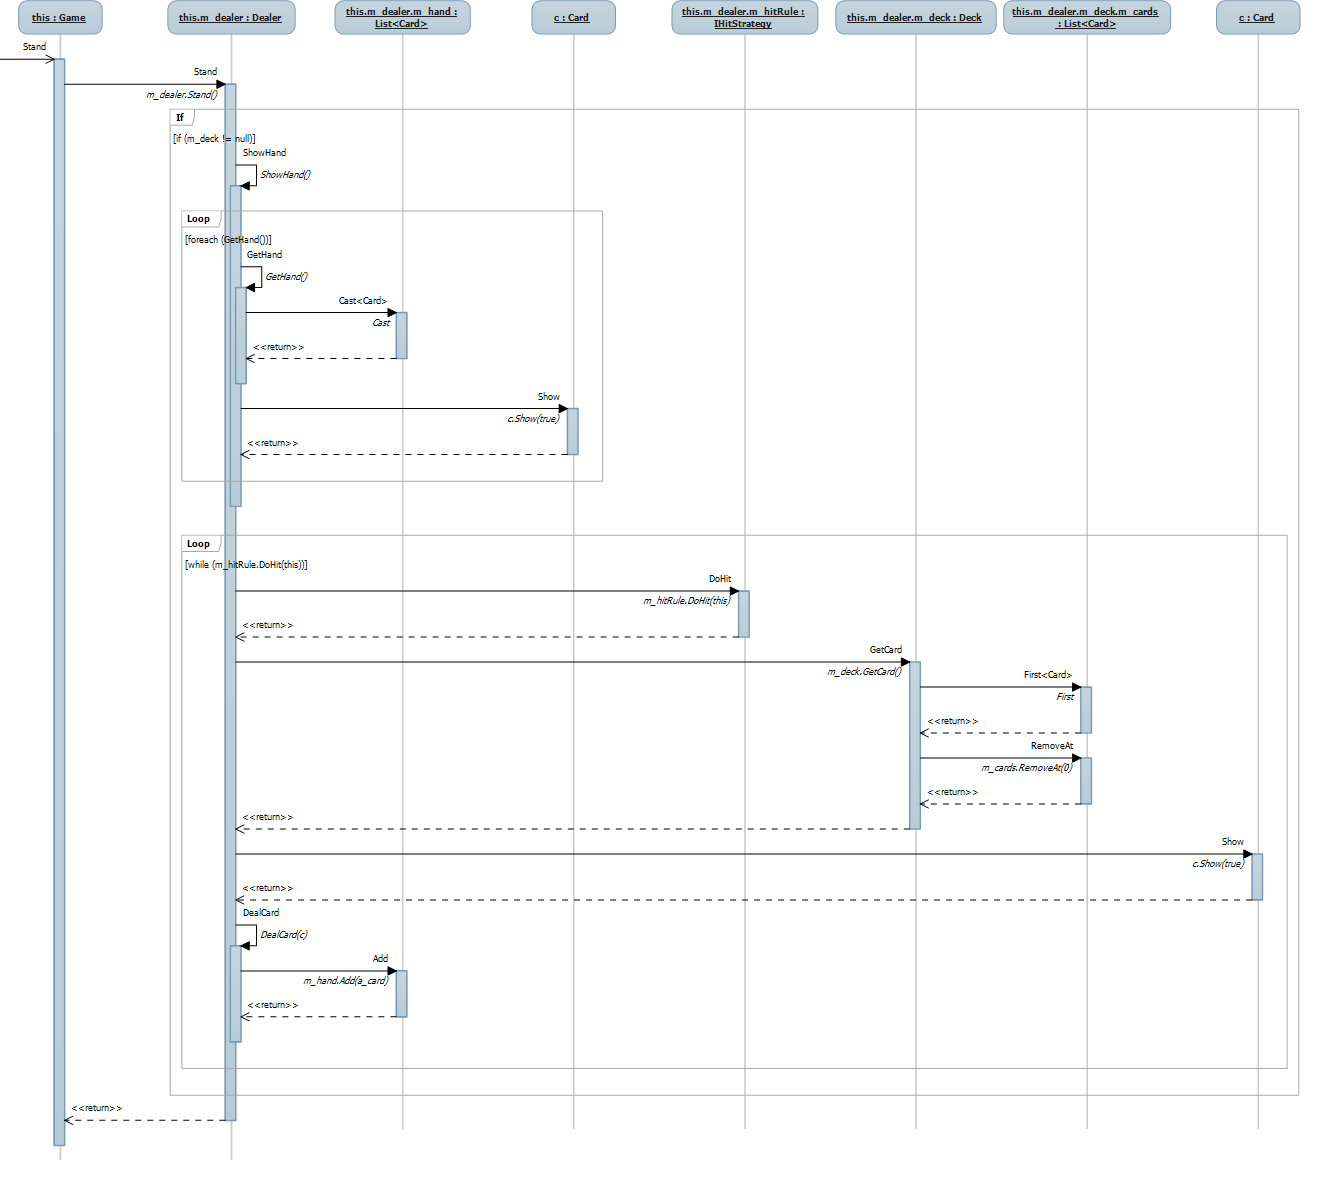 this : Game
this.m_dealer : Dealer
this.m_dealer.m_hand :
List<Card>
c : Card
this.m_dealer.m_hitRule :
IHitStrategy
this.m_dealer.m_deck : Deck
this.m_dealer.m_deck.m_cards
: List<Card>
c : Card
Stand
Stand
m_dealer.Stand()
If
[if (m_deck != null)]
ShowHand
ShowHand()
Loop
[foreach (GetHand())]
GetHand
GetHand()
Cast<Card>
Cast
<<return>>
Show
c.Show(true)
<<return>>
Loop
[while (m_hitRule.DoHit(this))]
DoHit
m_hitRule.DoHit(this)
<<return>>
GetCard
m_deck.GetCard()
First<Card>
First
<<return>>
RemoveAt
m_cards.RemoveAt(0)
<<return>>
<<return>>
Show
c.Show(true)
<<return>>
DealCard
DealCard(c)
Add
m_hand.Add(a_card)
<<return>>
<<return>>